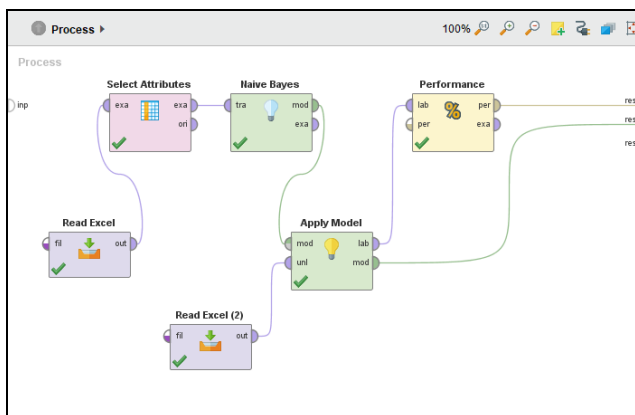 Process
100%
Process
inp
Select Attributes
exa exa
ori
Naive Bayes
tra mod
exa
Performance
lab per
per exa
%
res
res
res
Read Excel
fil out
Apply Model
mod lab
unl mod
Read Excel (2)
fil out